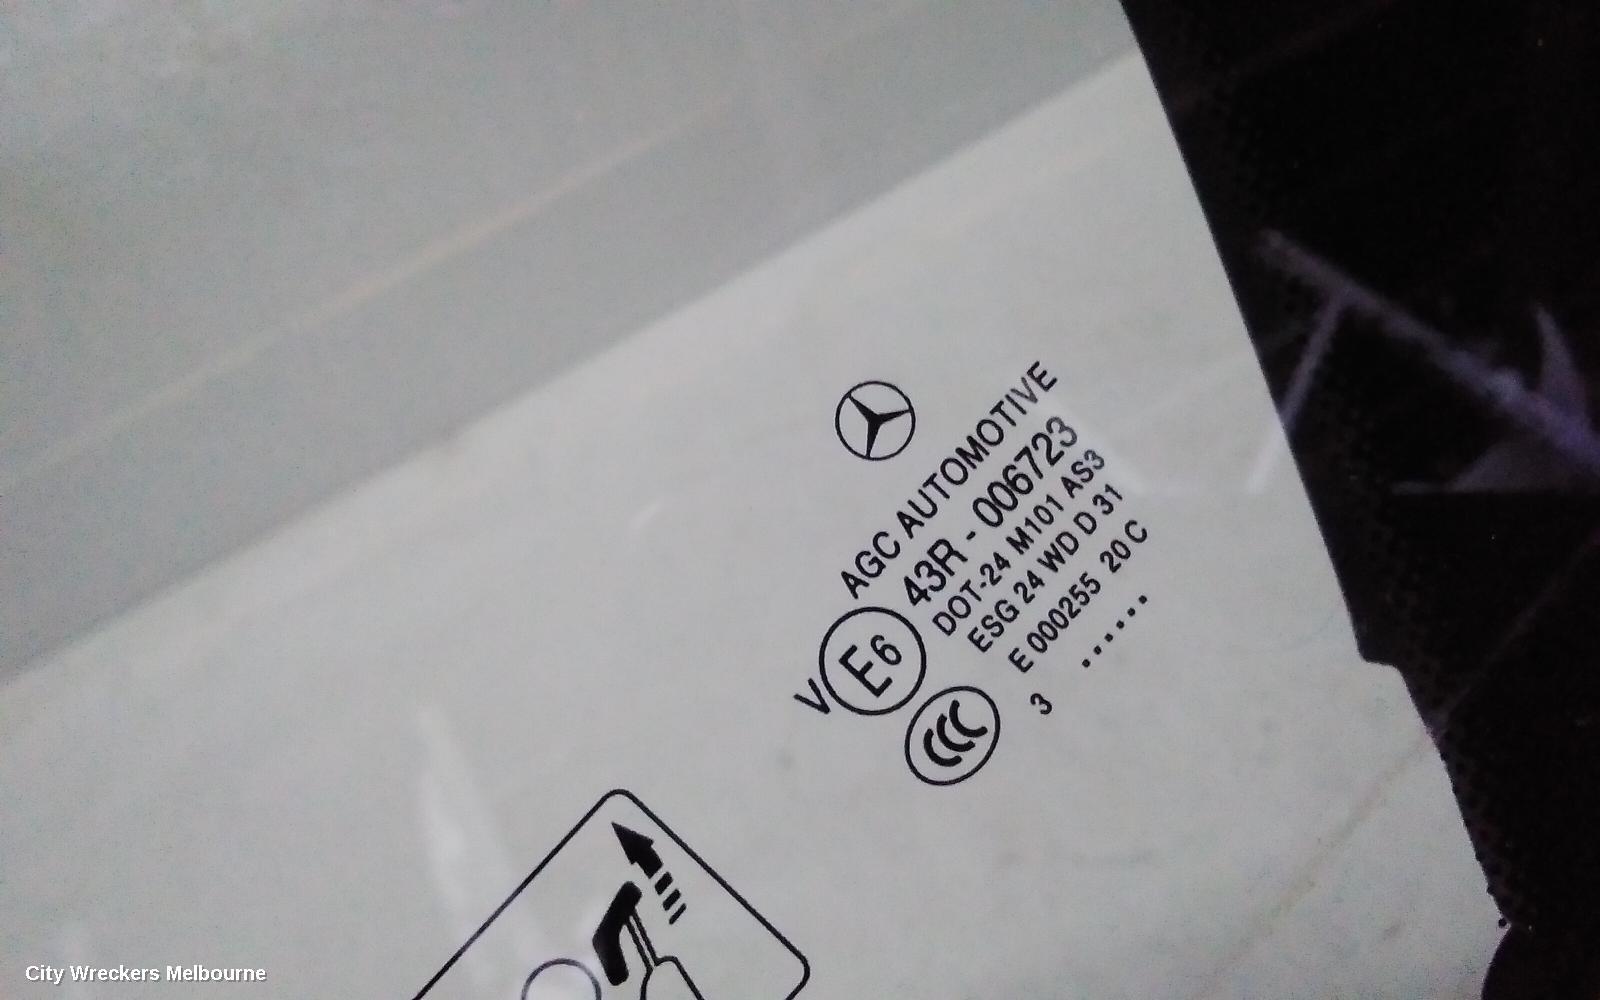 AGC AUTOMOTIVE
43R - 006723
DOT-24 M101 AS3
ESG 24 WD D 31
E 000255 20 C
V E6
CCC
3 ......
City Wreckers Melbourne